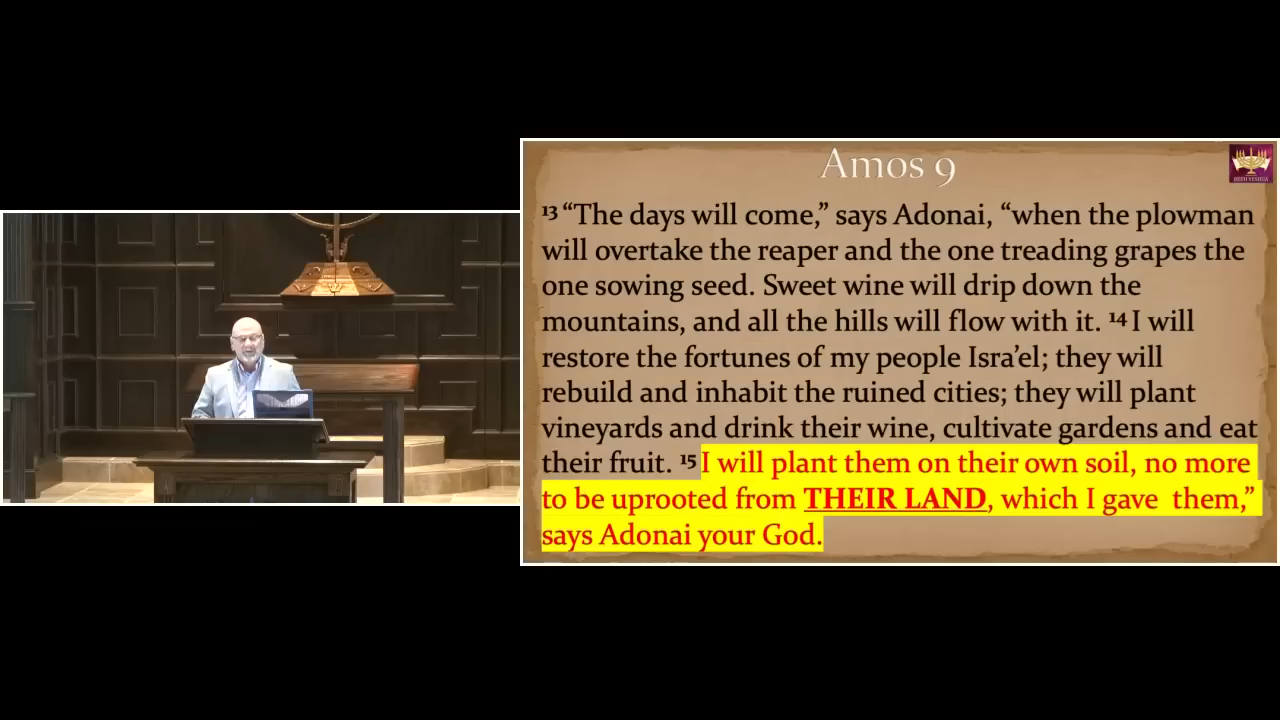 Amos 9
13 “The days will come,” says Adonai, “when the plowman
will overtake the reaper and the one treading grapes the
one sowing seed. Sweet wine will drip down the
mountains, and all the hills will flow with it. 14 I will
restore the fortunes of my people Isra’el; they will
rebuild and inhabit the ruined cities; they will plant
vineyards and drink their wine, cultivate gardens and eat
their fruit. 15 I will plant them on their own soil, no more
to be uprooted from THEIR LAND, which I gave  them,”
says Adonai your God.
BETH YESHUA